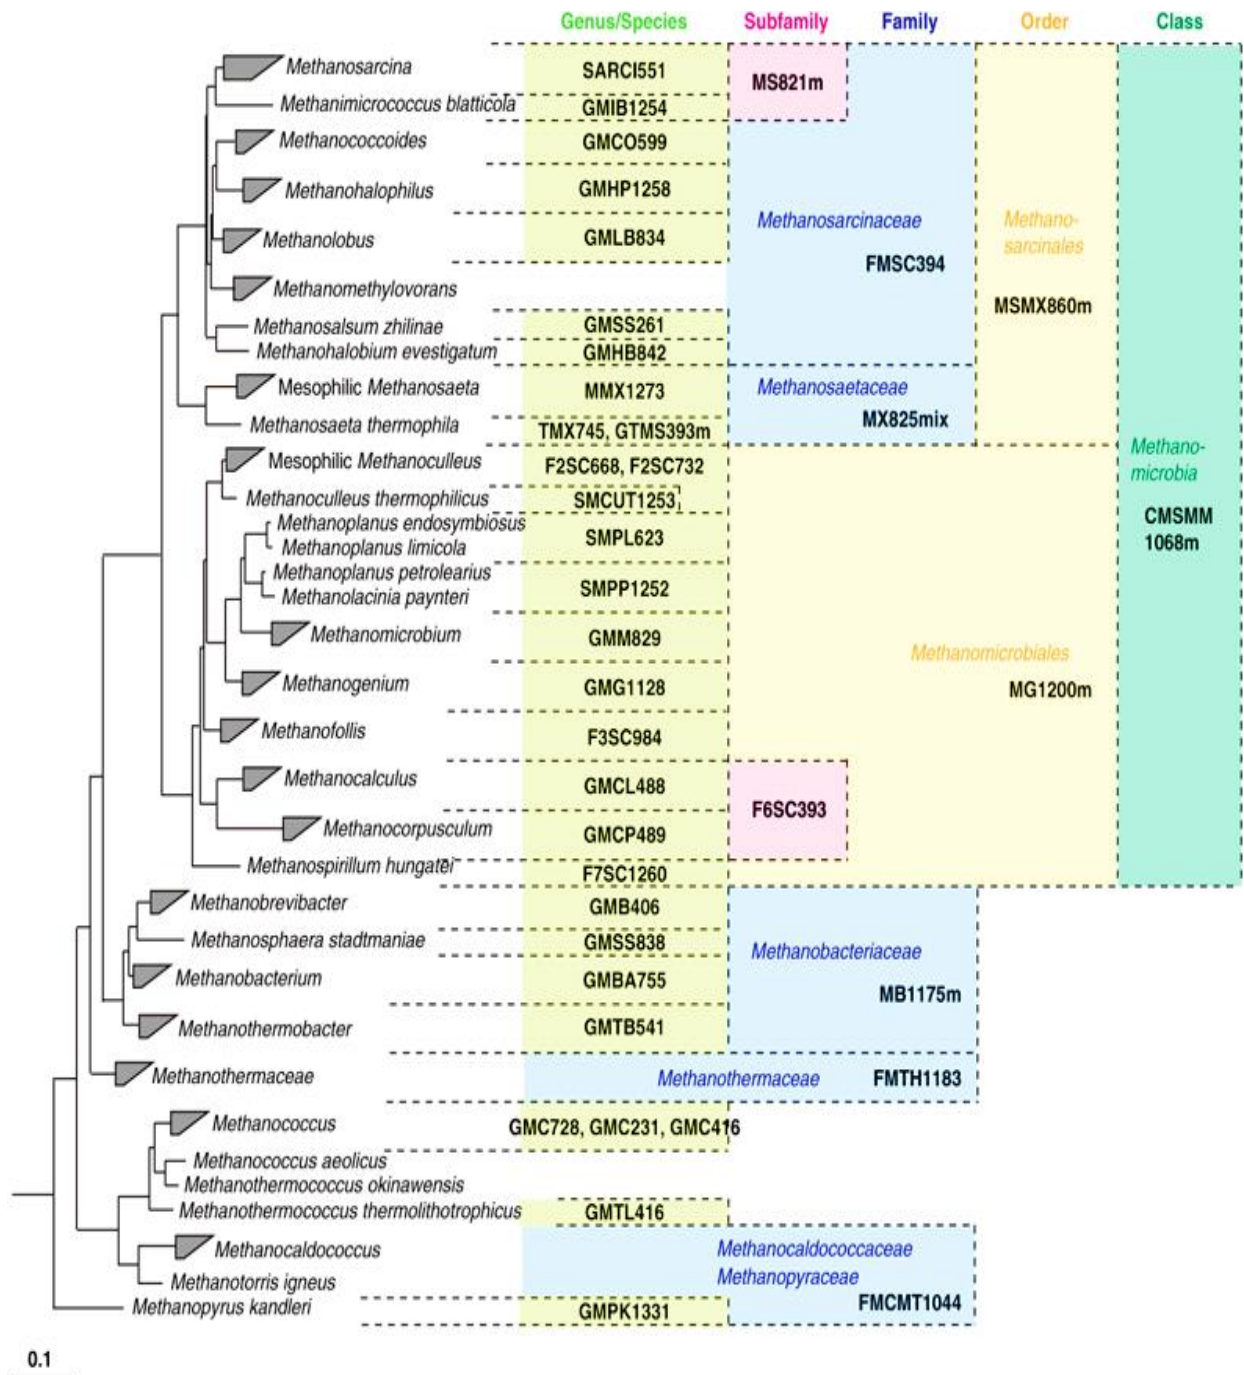 Genus/Species Subfamily Family Order Class
Methanosarcina SARCI551 MS821m
Methanimicrococcus blatticola GMIB1254
Methanococcoides GMCO599
Methanohalophilus GMHP1258
Methanosarcinaceae Methano-
Methanolobus GMLB834 sarcinales
FMSC394
Methanomethylovorans MSMX860m
Methanosalsum zhilinae GMSS261
Methanohalobium evestigatum GMHB842
Mesophilic Methanosaeta MMX1273 Methanosaetaceae
Methanosaeta thermophila TMX745, GTMS393m MX825mix
Methano-
Mesophilic Methanoculleus F2SC668, F2SC732 microbia
Methanoculleus thermophilicus SMCUT1253
CMSMM
1068m
Methanoplanus endosymbiosus
Methanoplanus limicola SMPL623
Methanoplanus petrolearius
Methanolacinia paynteri SMPP1252
Methanomicrobium GMM829
Methanomicrobiales
Methanogenium GMG1128 MG1200m
Methanofollis F3SC984
Methanocalculus GMCL488
F6SC393
Methanocorpusculum GMCP489
Methanospirillum hungatei F7SC1260
Methanobrevibacter GMB406
Methanosphaera stadtmaniae GMSS838 Methanobacteriaceae
Methanobacterium GMBA755 MB1175m
Methanothermobacter GMTB541
Methanothermaceae Methanothermaceae FMTH1183
Methanococcus GMC728, GMC231, GMC416
Methanococcus aeolicus
Methanothermococcus okinawensis
Methanothermococcus thermolithotrophicus GMTL416
Methanocaldococcus Methanocaldococcaceae
Methanotorris igneus Methanopyraceae
FMCMT1044
Methanopyrus kandleri GMPK1331
0.1